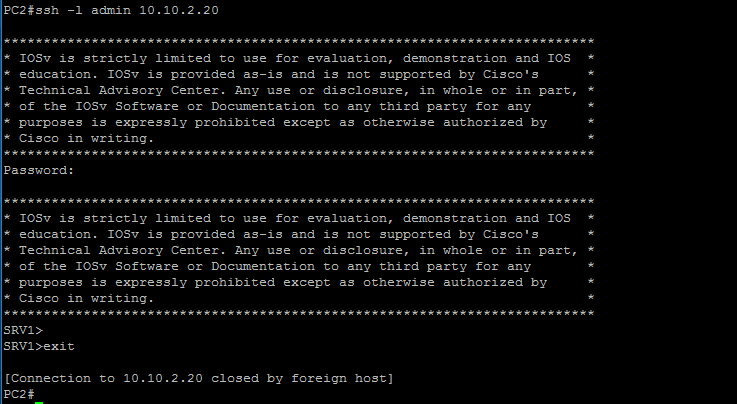 PC2#ssh -l admin 10.10.2.20
**************************************************************************
* IOSv is strictly limited to use for evaluation, demonstration and IOS  *
* education. IOSv is provided as-is and is not supported by Cisco's      *
* Technical Advisory Center. Any use or disclosure, in whole or in part, *
* of the IOSv Software or Documentation to any third party for any       *
* purposes is expressly prohibited except as otherwise authorized by     *
* Cisco in writing.                                                      *
**************************************************************************
Password:
**************************************************************************
* IOSv is strictly limited to use for evaluation, demonstration and IOS  *
* education. IOSv is provided as-is and is not supported by Cisco's      *
* Technical Advisory Center. Any use or disclosure, in whole or in part, *
* of the IOSv Software or Documentation to any third party for any       *
* purposes is expressly prohibited except as otherwise authorized by     *
* Cisco in writing.                                                      *
**************************************************************************
SRV1>
SRV1>exit
[Connection to 10.10.2.20 closed by foreign host]
PC2#